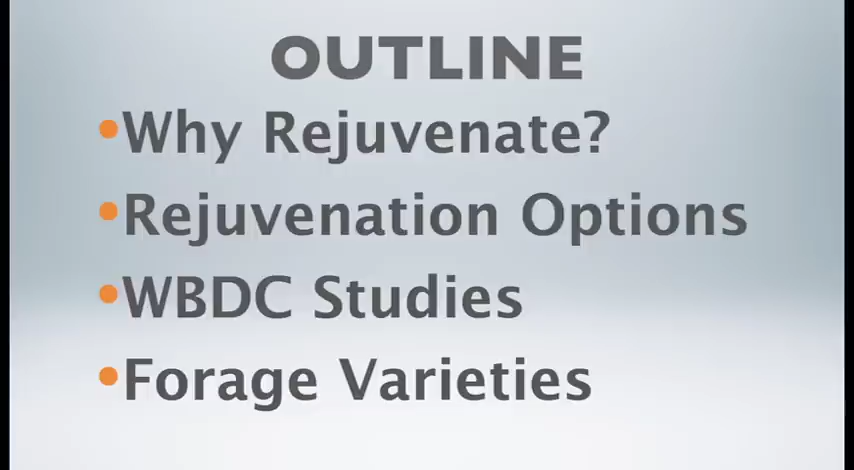 OUTLINE
•Why Rejuvenate?
•Rejuvenation Options
•WBDC Studies
•Forage Varieties